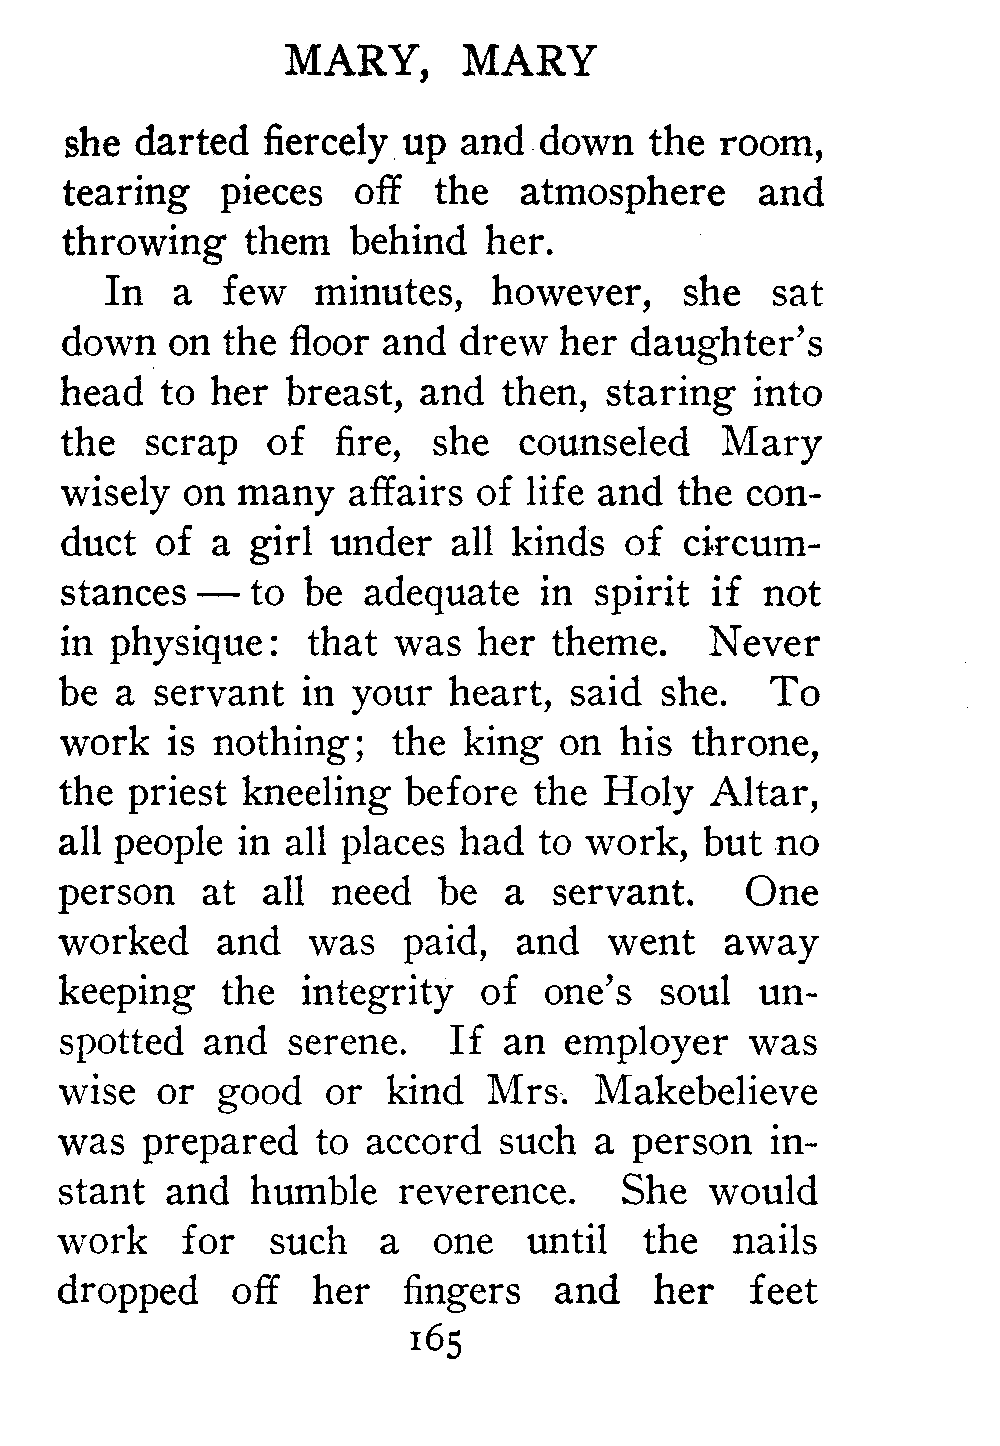 MARY, MARY
she darted fiercely up and down the room,
tearing pieces off the atmosphere and
throwing them behind her.
In a few minutes, however, she sat
down on the floor and drew her daughter's
head to her breast, and then, staring into
the scrap of fire, she counseled Mary
wisely on many affairs of life and the con-
duct of a girl under all kinds of circum-
stances — to be adequate in spirit if not
in physique: that was her theme. Never
be a servant in your heart, said she. To
work is nothing; the king on his throne,
the priest kneeling before the Holy Altar,
all people in all places had to work, but no
person at all need be a servant. One
worked and was paid, and went away
keeping the integrity of one's soul un-
spotted and serene. If an employer was
wise or good or kind Mrs. Makebelieve
was prepared to accord such a person in-
stant and humble reverence. She would
work for such a one until the nails
dropped off her fingers and her feet
165